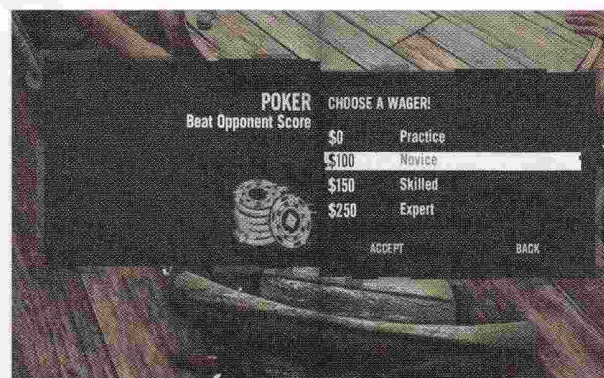 POKER
Beat Opponent Score
CHOOSE A WAGER!
$0 Practice
$100 Novice
$150 Skilled
$250 Expert
ACCEPT BACK